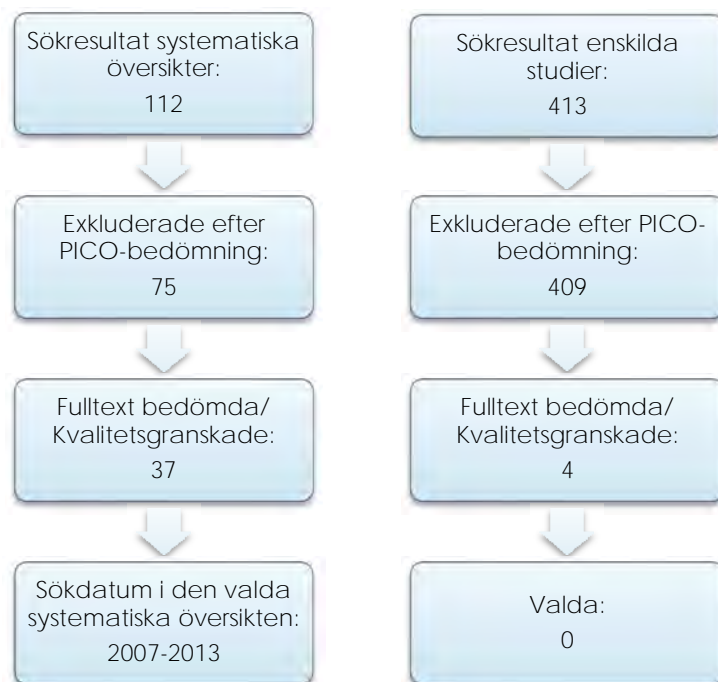 Sökresultat systematiska
översikter:
112
Exkluderade efter
PICO-bedömning:
75
Fulltext bedömda/
Kvalitetsgranskade:
37
Sökdatum i den valda
systematiska översikten:
2007-2013
Sökresultat enskilda
studier:
413
Exkluderade efter PICO-
bedömning:
409
Fulltext bedömda/
Kvalitetsgranskade:
4
Valda:
0